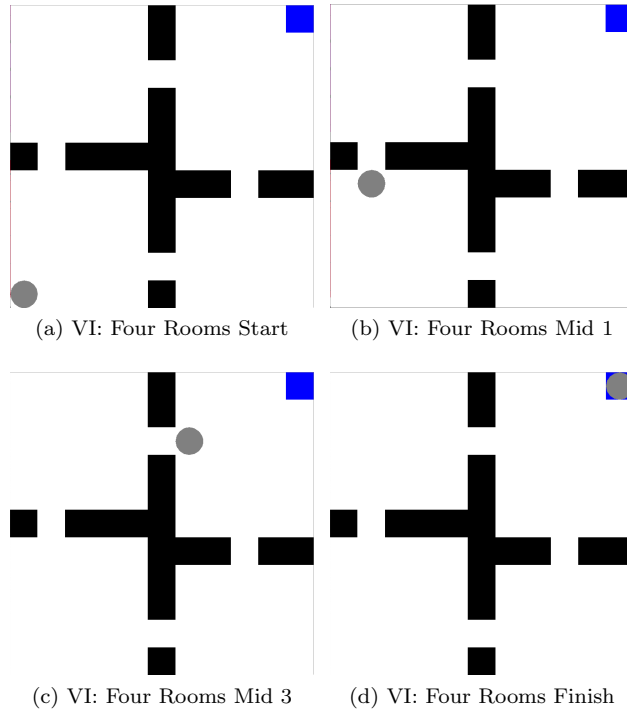 (a) VI: Four Rooms Start
(b) VI: Four Rooms Mid 1
(c) VI: Four Rooms Mid 3
(d) VI: Four Rooms Finish